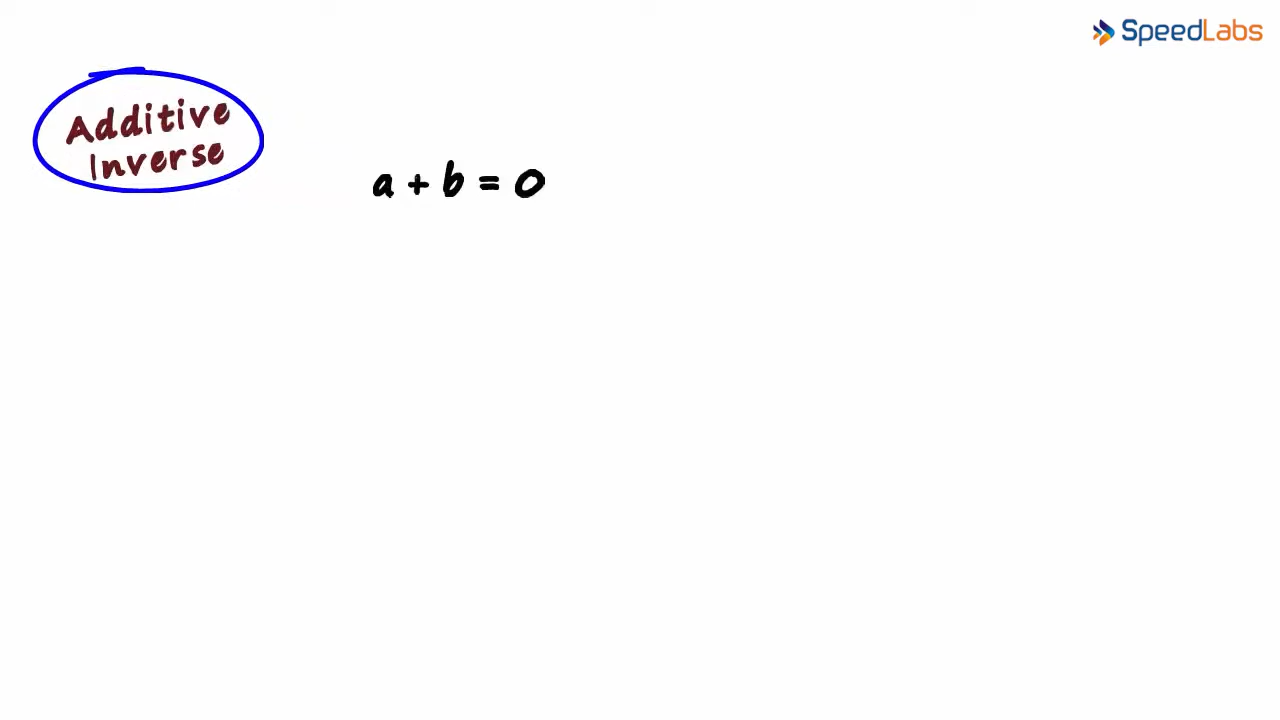 SpeedLabs
Additive
Inverse
a + b = 0